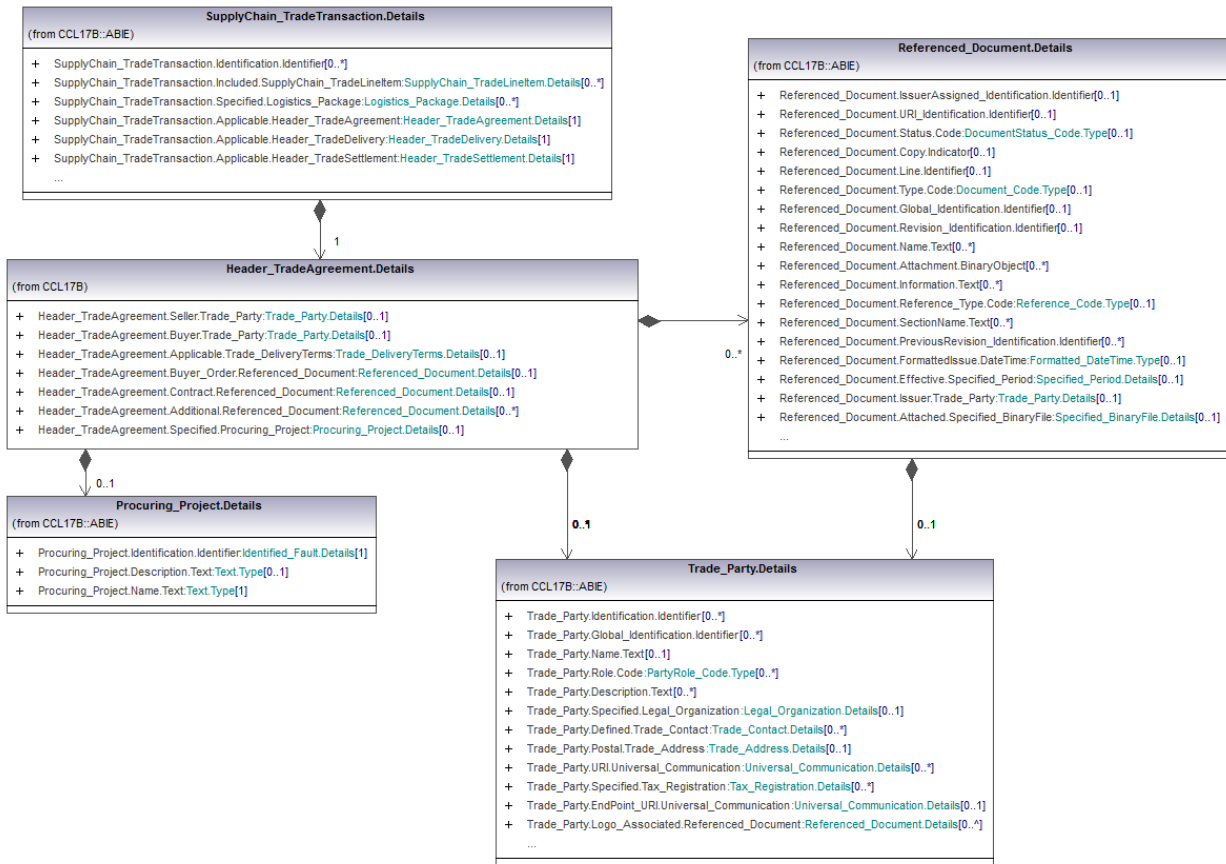 SupplyChain_TradeTransaction.Details
(from CCL17B::ABIE)
+ SupplyChain_TradeTransaction.Identification.Identifier[0..*]
+ SupplyChain_TradeTransaction.Included.SupplyChain_TradeLineItem:SupplyChain_TradeLineItem.Details[0..*]
+ SupplyChain_TradeTransaction.Specified.Logistics_Package:Logistics_Package.Details[0..*]
+ SupplyChain_TradeTransaction.Applicable.Header_TradeAgreement:Header_TradeAgreement.Details[1]
+ SupplyChain_TradeTransaction.Applicable.Header_TradeDelivery:Header_TradeDelivery.Details[1]
+ SupplyChain_TradeTransaction.Applicable.Header_TradeSettlement:Header_TradeSettlement.Details[1]
...
1
Referenced_Document.Details
(from CCL17B::ABIE)
+ Referenced_Document.IssuerAssigned_Identification.Identifier[0..1]
+ Referenced_Document.URI_Identification.Identifier[0..1]
+ Referenced_Document.Status.Code:DocumentStatus_Code.Type[0..1]
+ Referenced_Document.Copy.Indicator[0..1]
+ Referenced_Document.Line.Identifier[0..1]
+ Referenced_Document.Type.Code:Document_Code.Type[0..1]
+ Referenced_Document.Global_Identification.Identifier[0..1]
+ Referenced_Document.Revision_Identification.Identifier[0..1]
+ Referenced_Document.Name.Text[0..*]
+ Referenced_Document.Attachment.BinaryObject[0..*]
+ Referenced_Document.Information.Text[0..*]
+ Referenced_Document.Reference_Type.Code:Reference_Code.Type[0..1]
+ Referenced_Document.SectionName.Text[0..*]
+ Referenced_Document.PreviousRevision_Identification.Identifier[0..*]
+ Referenced_Document.FormattedIssue.DateTime:Formatted_DateTime.Type[0..1]
+ Referenced_Document.Effective.Specified_Period:Specified_Period.Details[0..1]
+ Referenced_Document.Issuer.Trade_Party:Trade_Party.Details[0..1]
+ Referenced_Document.Attached.Specified_BinaryFile:Specified_BinaryFile.Details[0..1]
...
Header_TradeAgreement.Details
(from CCL17B)
+ Header_TradeAgreement.Seller.Trade_Party:Trade_Party.Details[0..1]
+ Header_TradeAgreement.Buyer.Trade_Party:Trade_Party.Details[0..1]
+ Header_TradeAgreement.Applicable.Trade_DeliveryTerms:Trade_DeliveryTerms.Details[0..1]
+ Header_TradeAgreement.Buyer_Order.Referenced_Document:Referenced_Document.Details[0..1]
+ Header_TradeAgreement.Contract.Referenced_Document:Referenced_Document.Details[0..1]
+ Header_TradeAgreement.Additional.Referenced_Document:Referenced_Document.Details[0..*]
+ Header_TradeAgreement.Specified.Procuring_Project:Procuring_Project.Details[0..1]
0..*
0..1
0..1
Procuring_Project.Details
(from CCL17B::ABIE)
+ Procuring_Project.Identification.Identifier:Identified_Fault.Details[1]
+ Procuring_Project.Description.Text:Text.Type[0..1]
+ Procuring_Project.Name.Text:Text.Type[1]
Trade_Party.Details
(from CCL17B::ABIE)
+ Trade_Party.Identification.Identifier[0..*]
+ Trade_Party.Global_Identification.Identifier[0..*]
+ Trade_Party.Name.Text[0..1]
+ Trade_Party.Role.Code:PartyRole_Code.Type[0..*]
+ Trade_Party.Description.Text[0..*]
+ Trade_Party.Specified.Legal_Organization:Legal_Organization.Details[0..1]
+ Trade_Party.Defined.Trade_Contact:Trade_Contact.Details[0..*]
+ Trade_Party.Postal.Trade_Address:Trade_Address.Details[0..1]
+ Trade_Party.URI.Universal_Communication:Universal_Communication.Details[0..*]
+ Trade_Party.Specified.Tax_Registration:Tax_Registration.Details[0..*]
+ Trade_Party.EndPoint_URI.Universal_Communication:Universal_Communication.Details[0..1]
+ Trade_Party.Logo_Associated.Referenced_Document:Referenced_Document.Details[0..^]
...